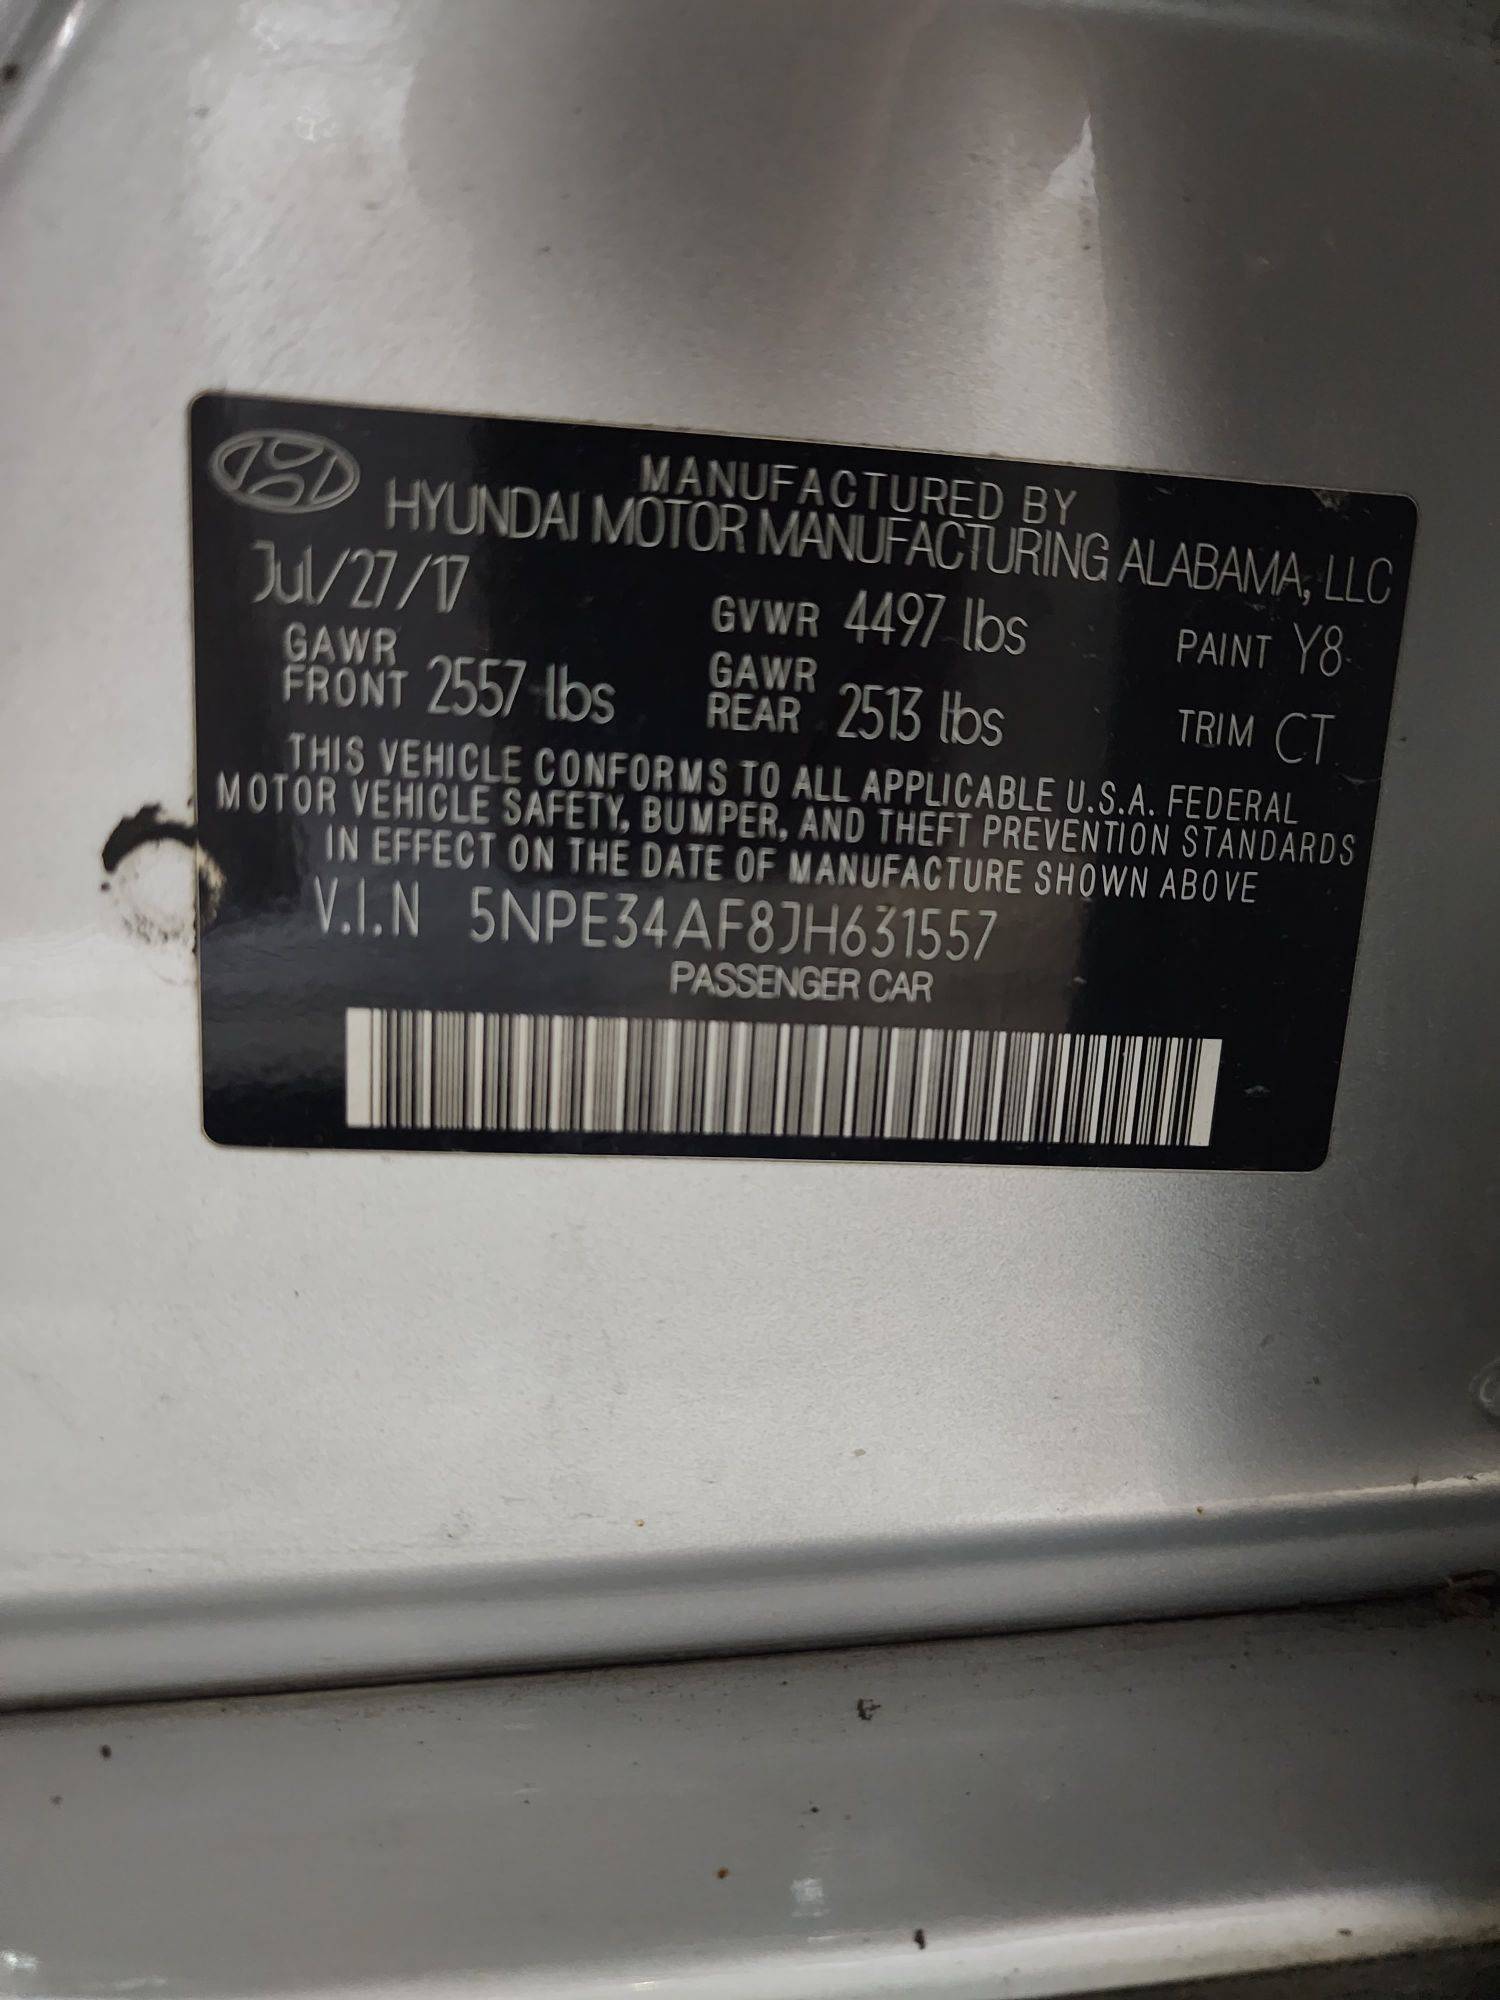 MANUFACTURED BY
HYUNDAI MOTOR MANUFACTURING ALABAMA, LLC
Jul/27/17 GVWR 4497 lbs PAINT Y8
GAWR FRONT 2557 lbs GAWR REAR 2513 lbs TRIM CT
THIS VEHICLE CONFORMS TO ALL APPLICABLE U.S.A. FEDERAL
MOTOR VEHICLE SAFETY, BUMPER, AND THEFT PREVENTION STANDARDS
IN EFFECT ON THE DATE OF MANUFACTURE SHOWN ABOVE
V.I.N 5NPE34AF8JH631557
PASSENGER CAR